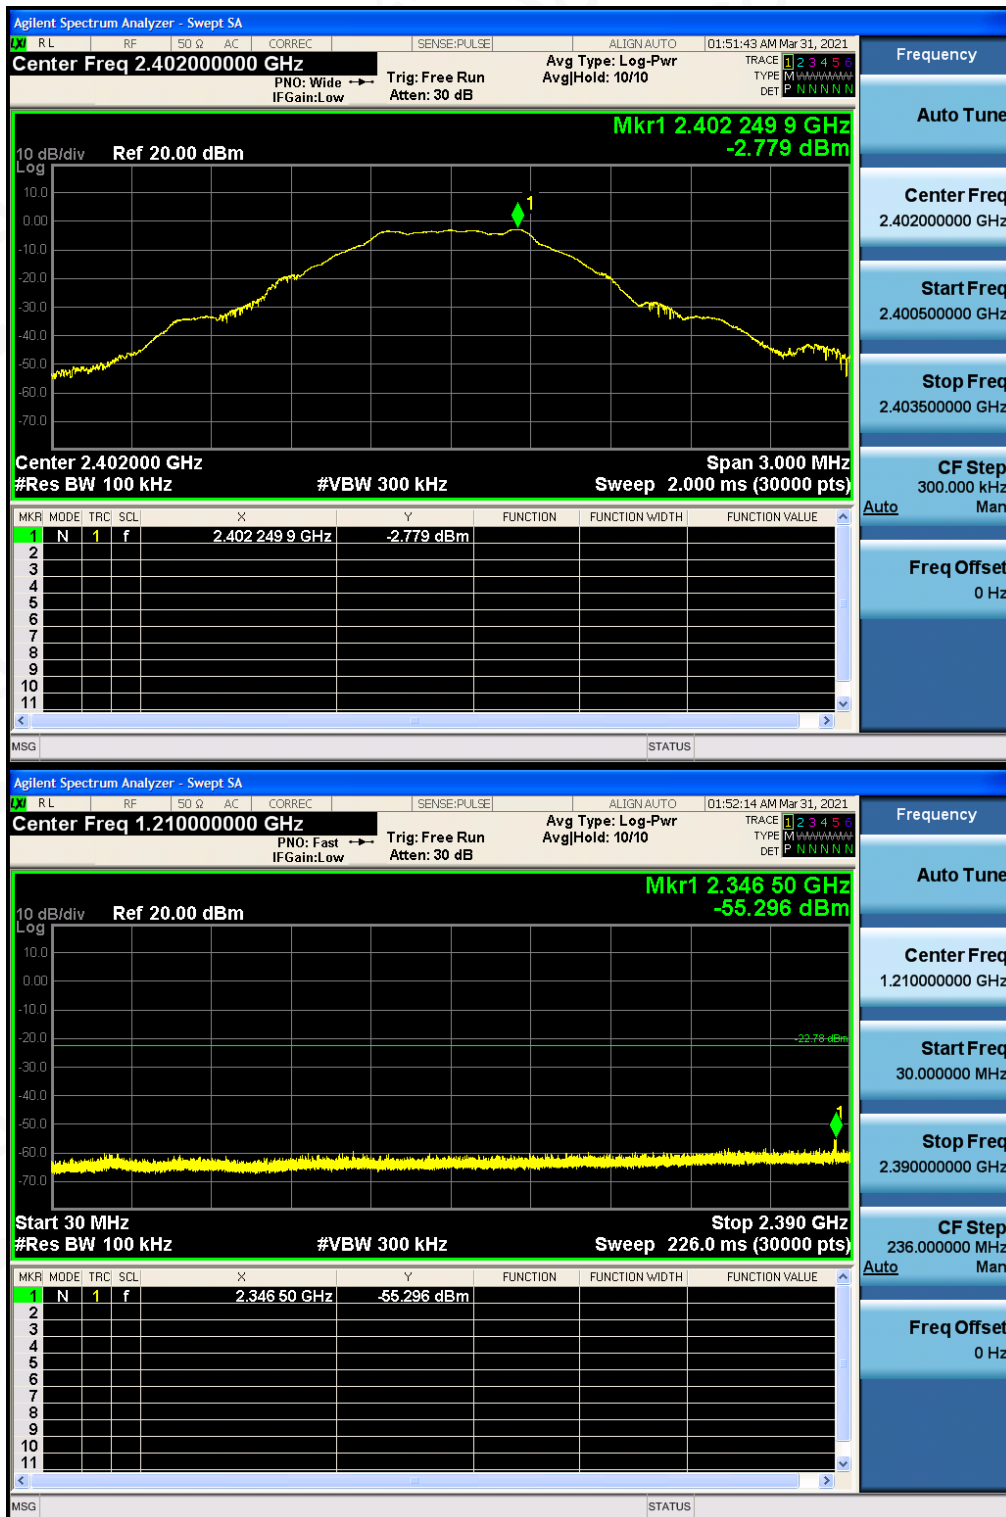 Agilent Spectrum Analyzer - Swept SA
LXI RL RF 50 Ω AC CORREC SENSE:PULSE ALIGN AUTO 01:51:43 AM Mar 31, 2021
Center Freq 2.402000000 GHz
PNO: Wide
IFGain:Low
Trig: Free Run
Atten: 30 dB
Avg Type: Log-Pwr
Avg|Hold: 10/10
TRACE 1 2 3 4 5 6
TYPE M WWWWW
DET P N N N N N
Mkr1 2.402 249 9 GHz
-2.779 dBm
10 dB/div Ref 20.00 dBm
Log
10.0
0.00
-10.0
-20.0
-30.0
-40.0
-50.0
-60.0
-70.0
1
Center 2.402000 GHz Span 3.000 MHz
#Res BW 100 kHz #VBW 300 kHz Sweep 2.000 ms (30000 pts)
MKR MODE TRC SCL X Y FUNCTION FUNCTION WIDTH FUNCTION VALUE
1 N 1 f 2.402 249 9 GHz -2.779 dBm
2
3
4
5
6
7
8
9
10
11
MSG STATUS
Frequency
Auto Tune
Center Freq
2.402000000 GHz
Start Freq
2.400500000 GHz
Stop Freq
2.403500000 GHz
CF Step
300.000 kHz
Auto Man
Freq Offset
0 Hz
Agilent Spectrum Analyzer - Swept SA
LXI RL RF 50 Ω AC CORREC SENSE:PULSE ALIGN AUTO 01:52:14 AM Mar 31, 2021
Center Freq 1.210000000 GHz
PNO: Fast
IFGain:Low
Trig: Free Run
Atten: 30 dB
Avg Type: Log-Pwr
Avg|Hold: 10/10
TRACE 1 2 3 4 5 6
TYPE M WWWWW
DET P N N N N N
Mkr1 2.346 50 GHz
-55.296 dBm
10 dB/div Ref 20.00 dBm
Log
10.0
0.00
-10.0
-20.0
-30.0
-40.0
-50.0
-60.0
-70.0
-22.78 dBm
1
Start 30 MHz Stop 2.390 GHz
#Res BW 100 kHz #VBW 300 kHz Sweep 226.0 ms (30000 pts)
MKR MODE TRC SCL X Y FUNCTION FUNCTION WIDTH FUNCTION VALUE
1 N 1 f 2.346 50 GHz -55.296 dBm
2
3
4
5
6
7
8
9
10
11
MSG STATUS
Frequency
Auto Tune
Center Freq
1.210000000 GHz
Start Freq
30.000000 MHz
Stop Freq
2.390000000 GHz
CF Step
236.000000 MHz
Auto Man
Freq Offset
0 Hz